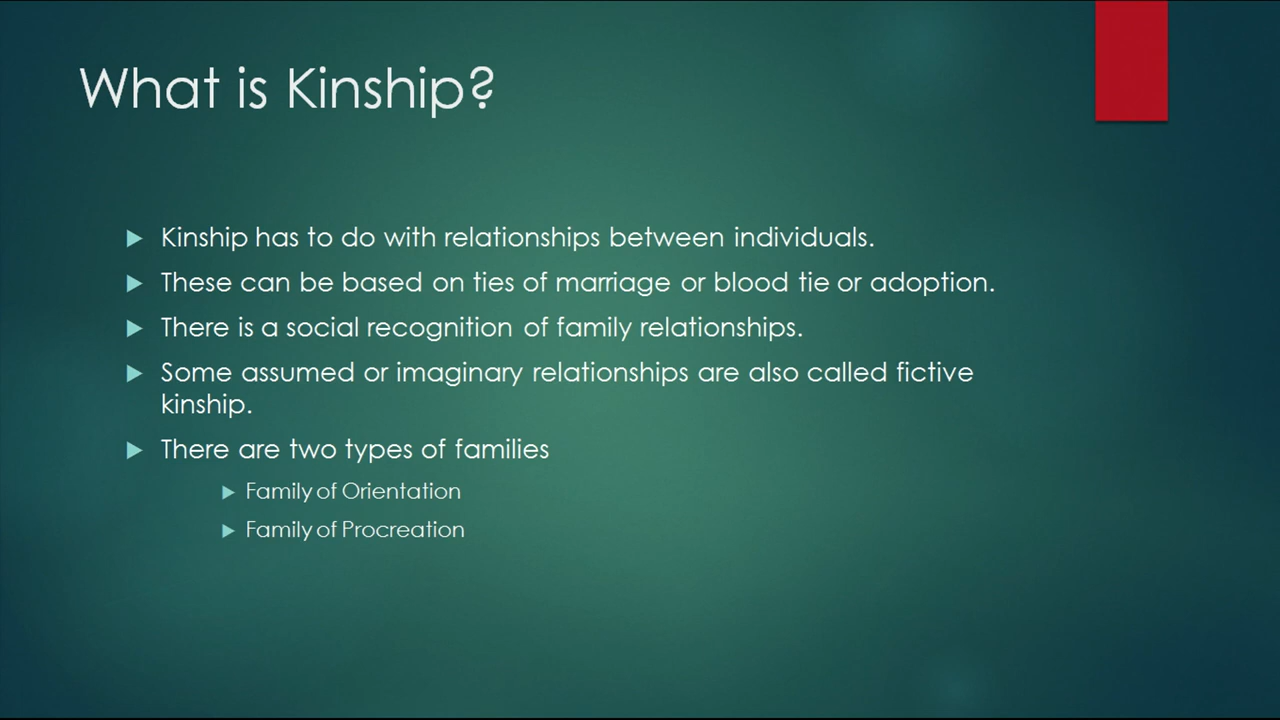 What is Kinship?
Kinship has to do with relationships between individuals.
These can be based on ties of marriage or blood tie or adoption.
There is a social recognition of family relationships.
Some assumed or imaginary relationships are also called fictive
kinship.
There are two types of families
Family of Orientation
Family of Procreation